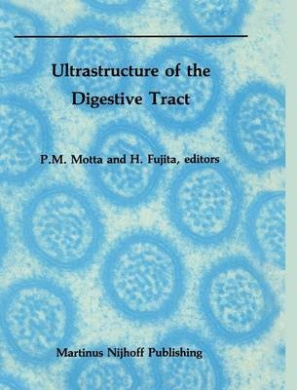 Ultrastructure of the
Digestive Tract
P.M. Motta and H. Fujita, editors
Martinus Nijhoff Publishing